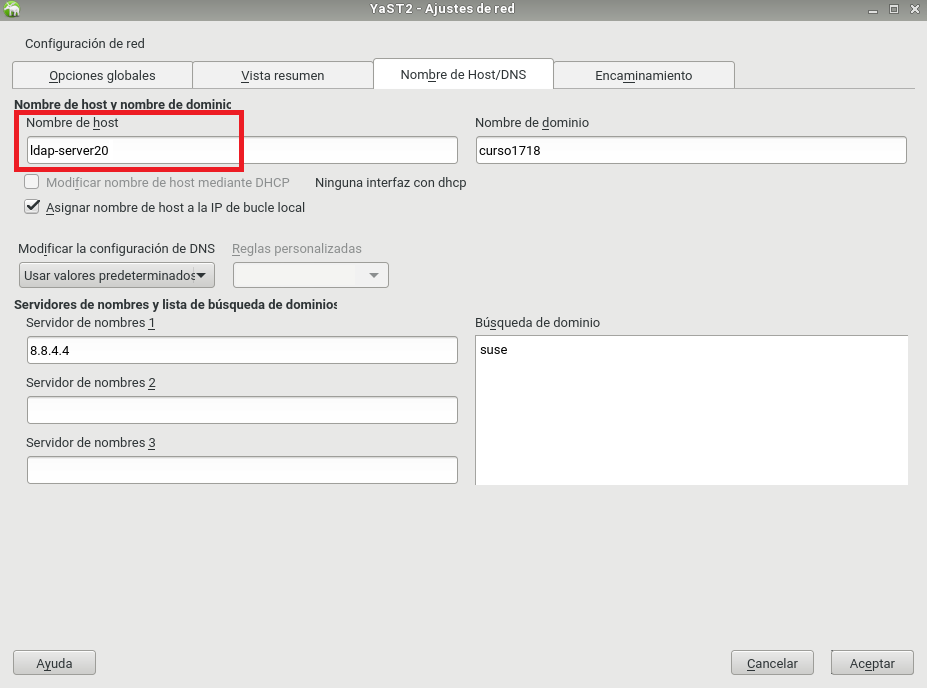 YaST2 - Ajustes de red
Configuración de red
Opciones globales
Vista resumen
Nombre de Host/DNS
Encaminamiento
Nombre de host y nombre de dominio
Nombre de host
Nombre de dominio
ldap-server20
curso1718
Modificar nombre de host mediante DHCP
Ninguna interfaz con dhcp
Asignar nombre de host a la IP de bucle local
Modificar la configuración de DNS
Reglas personalizadas
Usar valores predeterminados
Servidores de nombres y lista de búsqueda de dominios
Servidor de nombres 1
Búsqueda de dominio
8.8.4.4
suse
Servidor de nombres 2
Servidor de nombres 3
Ayuda
Cancelar
Aceptar